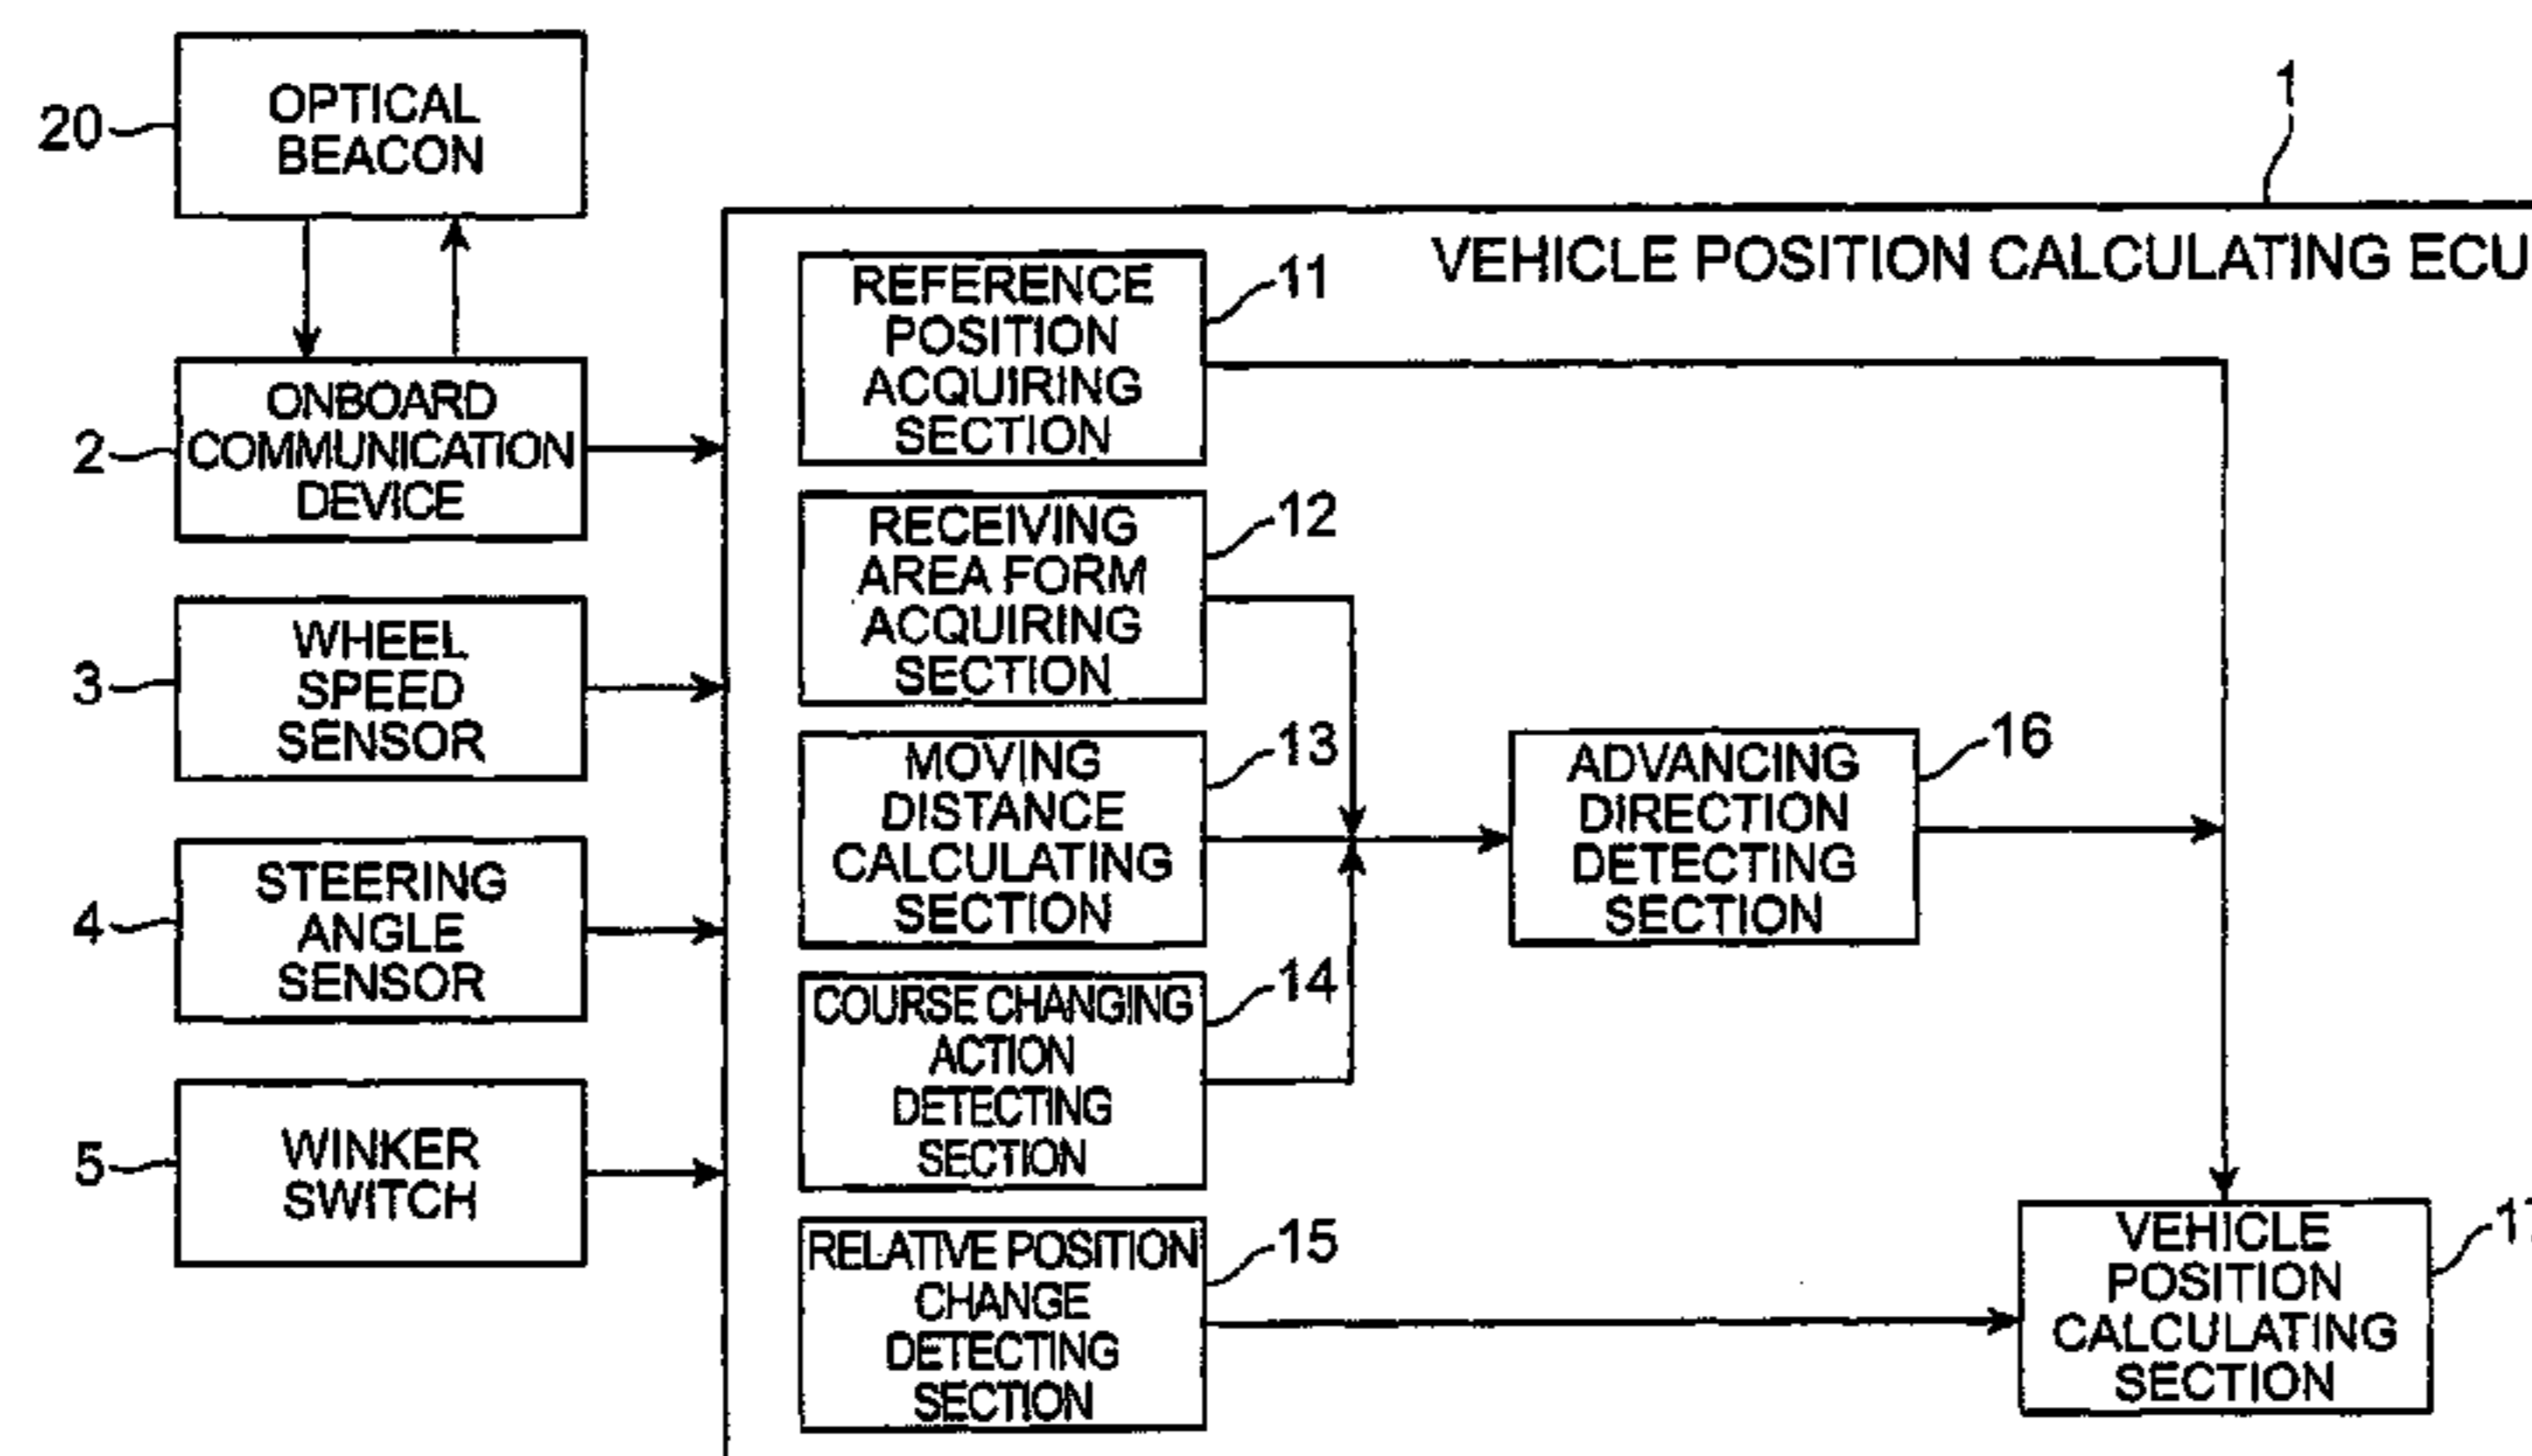 OPTICAL
BEACON
20
1
VEHICLE POSITION CALCULATING ECU
ONBOARD
COMMUNICATION
DEVICE
2
WHEEL
SPEED
SENSOR
3
STEERING
ANGLE
SENSOR
4
WINKER
SWITCH
5
REFERENCE
POSITION
ACQUIRING
SECTION
11
RECEIVING
AREA FORM
ACQUIRING
SECTION
12
MOVING
DISTANCE
CALCULATING
SECTION
13
COURSE CHANGING
ACTION
DETECTING
SECTION
14
RELATIVE POSITION
CHANGE
DETECTING
SECTION
15
ADVANCING
DIRECTION
DETECTING
SECTION
16
VEHICLE
POSITION
CALCULATING
SECTION